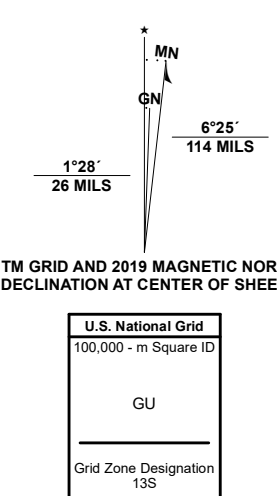 ★
MN
GN
6°25´
114 MILS
1°28´
26 MILS
TM GRID AND 2019 MAGNETIC NOR
DECLINATION AT CENTER OF SHEE
U.S. National Grid
100,000 - m Square ID
GU
Grid Zone Designation
13S